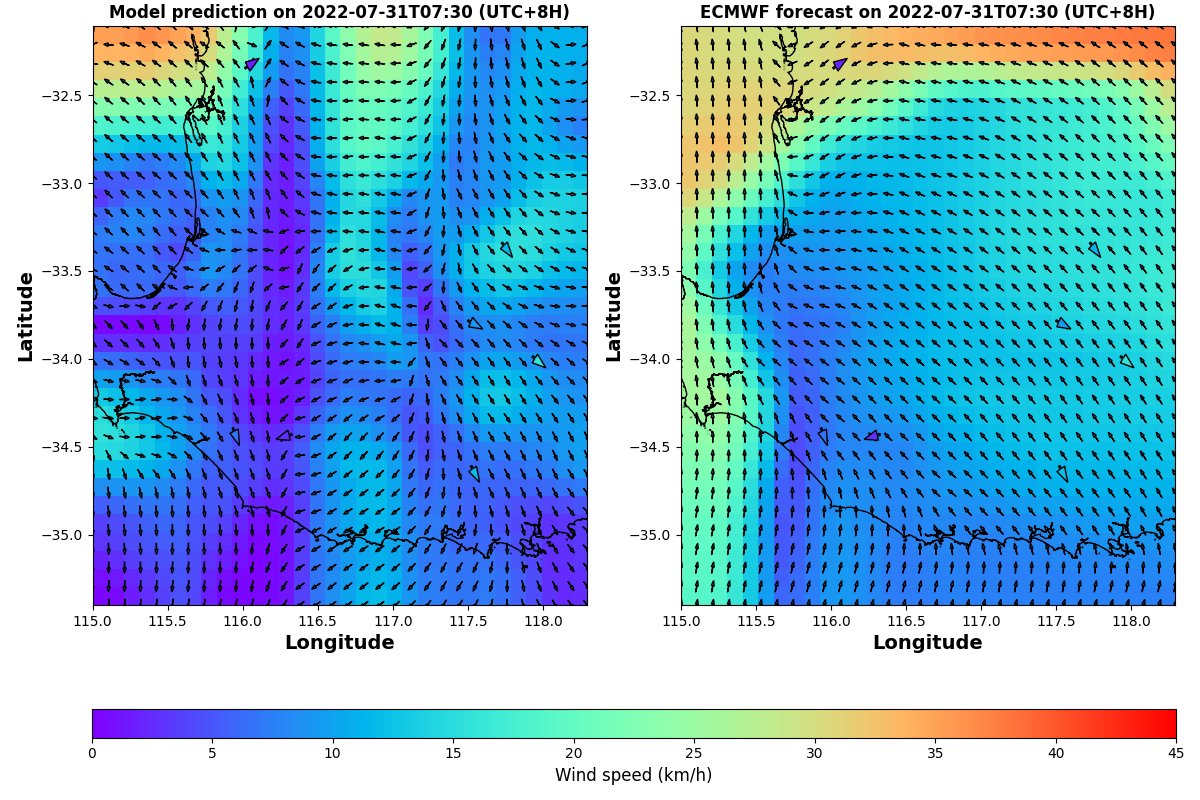 Model prediction on 2022-07-31T07:30 (UTC+8H)
ECMWF forecast on 2022-07-31T07:30 (UTC+8H)
Latitude
−32.5
−33.0
−33.5
−34.0
−34.5
−35.0
115.0 115.5 116.0 116.5 117.0 117.5 118.0
Longitude
Latitude
−32.5
−33.0
−33.5
−34.0
−34.5
−35.0
115.0 115.5 116.0 116.5 117.0 117.5 118.0
Longitude
0 5 10 15 20 25 30 35 40 45
Wind speed (km/h)